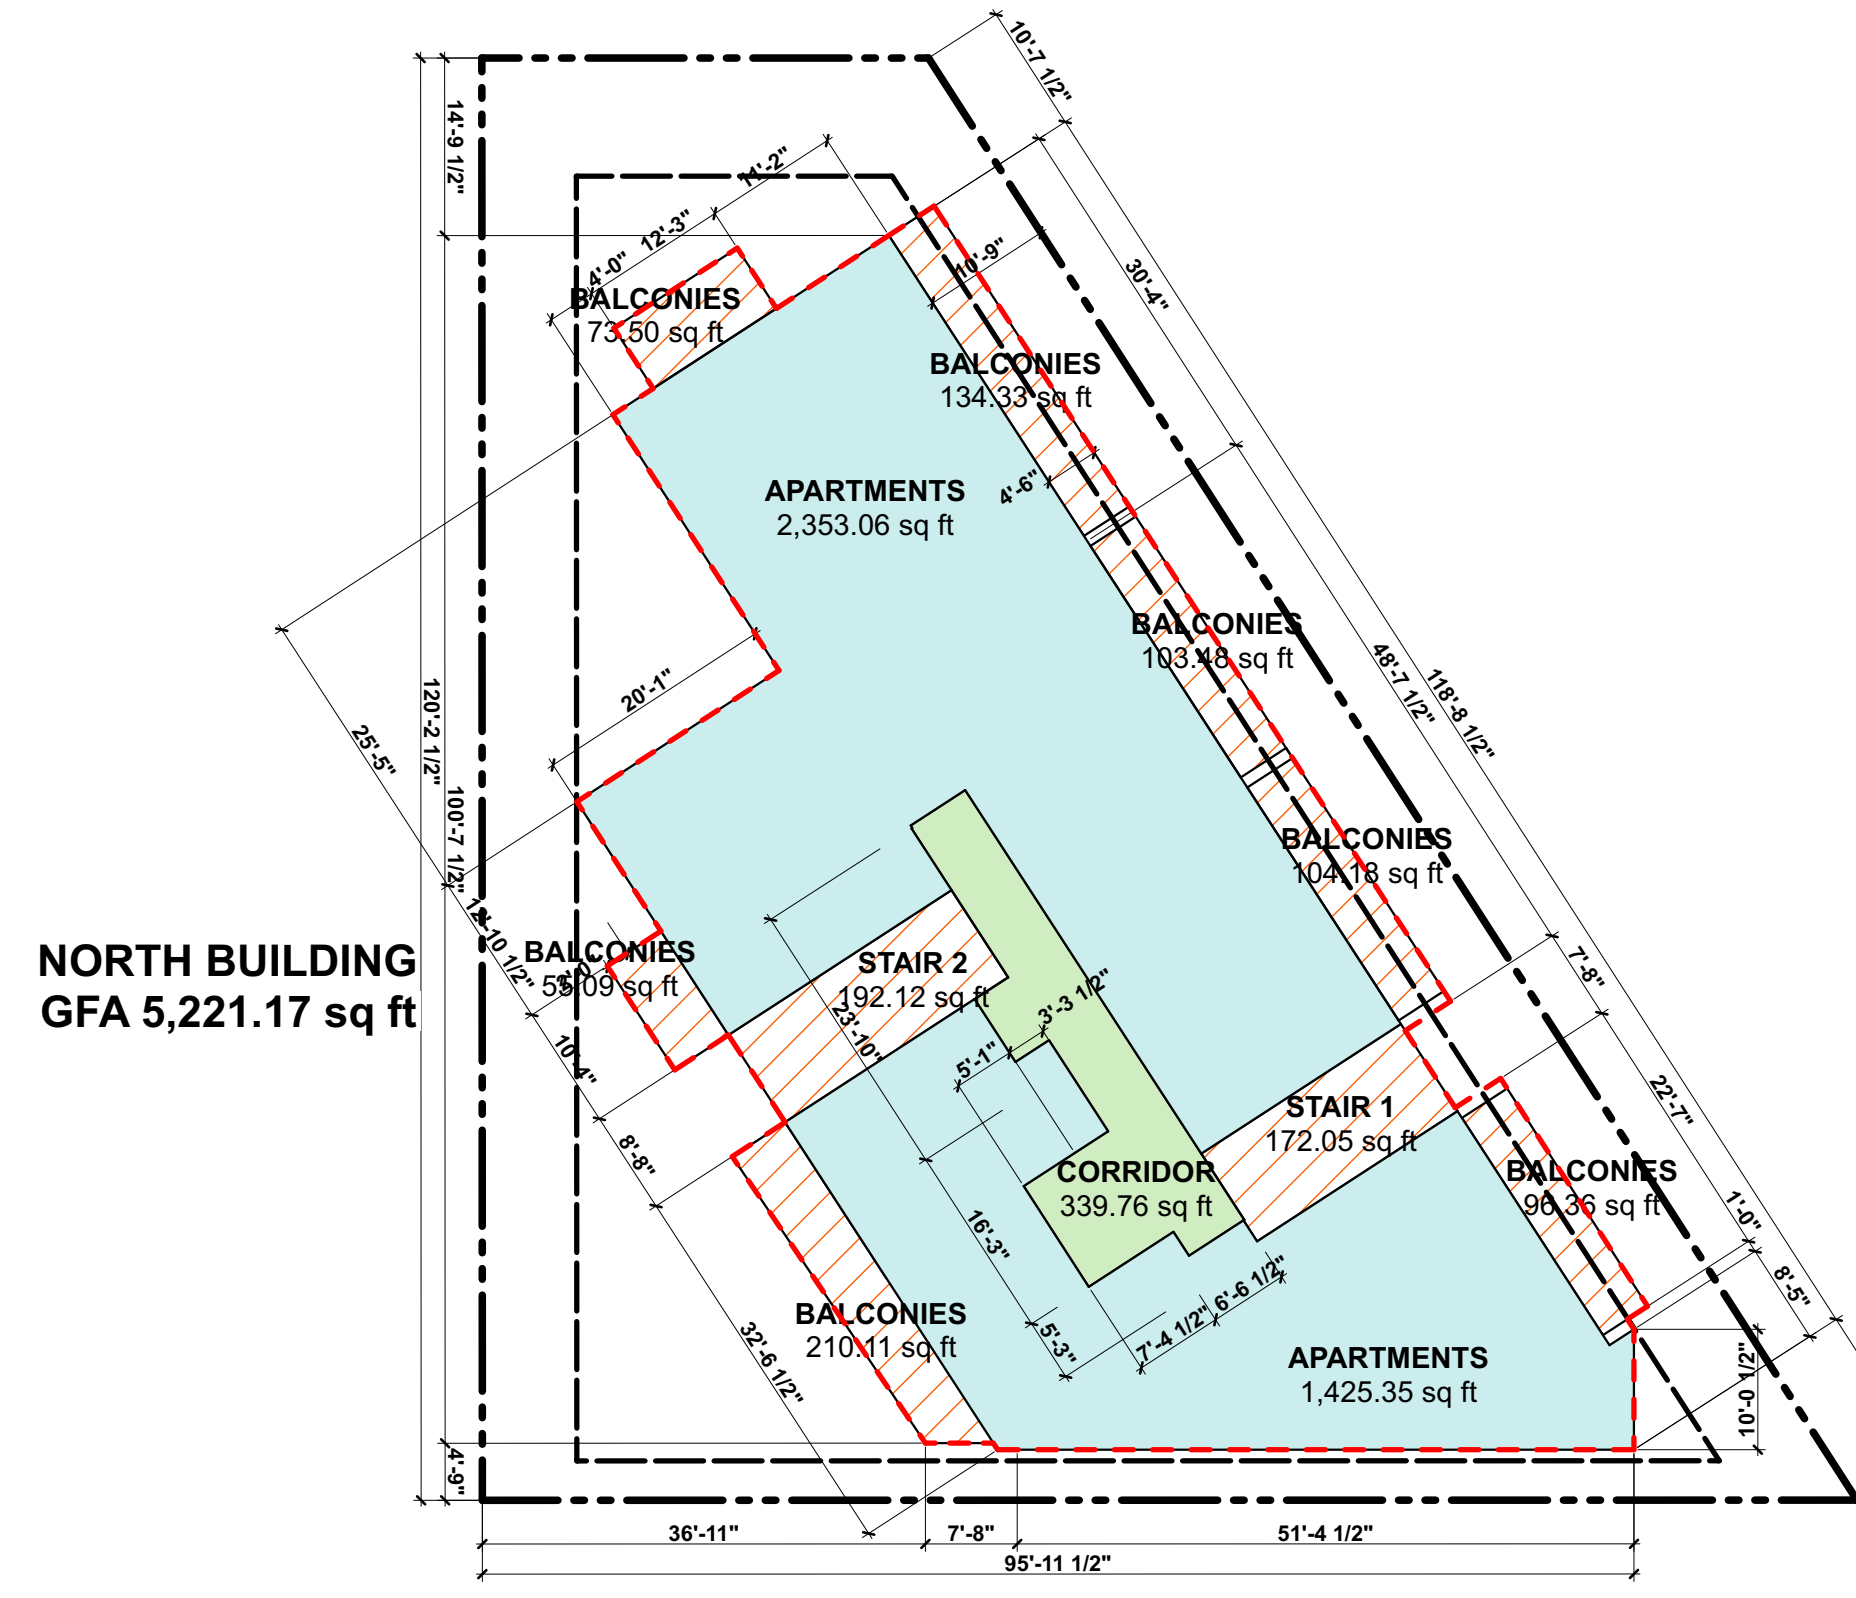 10'-7 1/2"
14'-9 1/2"
11'-2"
12'-3"
4'-0"
BALCONIES
73.50 sq ft
10'-9"
30'-4"
BALCONIES
134.33 sq ft
4'-6"
APARTMENTS
2,353.06 sq ft
BALCONIES
103.48 sq ft
48'-7 1/2"
118'-8 1/2"
20'-1"
25'-5"
120'-2 1/2"
100'-7 1/2"
BALCONIES
104.18 sq ft
NORTH BUILDING
GFA 5,221.17 sq ft
12'-10 1/2"
BALCONIES
55.09 sq ft
5'-0"
STAIR 2
192.12 sq ft
23'-10"
3'-3 1/2"
5'-1"
7'-8"
10'-4"
STAIR 1
172.05 sq ft
22'-7"
8'-8"
CORRIDOR
339.76 sq ft
BALCONIES
96.36 sq ft
1'-0"
16'-3"
6'-6 1/2"
8'-5"
BALCONIES
210.11 sq ft
32'-6 1/2"
5'-3"
7'-4 1/2"
APARTMENTS
1,425.35 sq ft
10'-0 1/2"
4'-9"
36'-11"
7'-8"
51'-4 1/2"
95'-11 1/2"